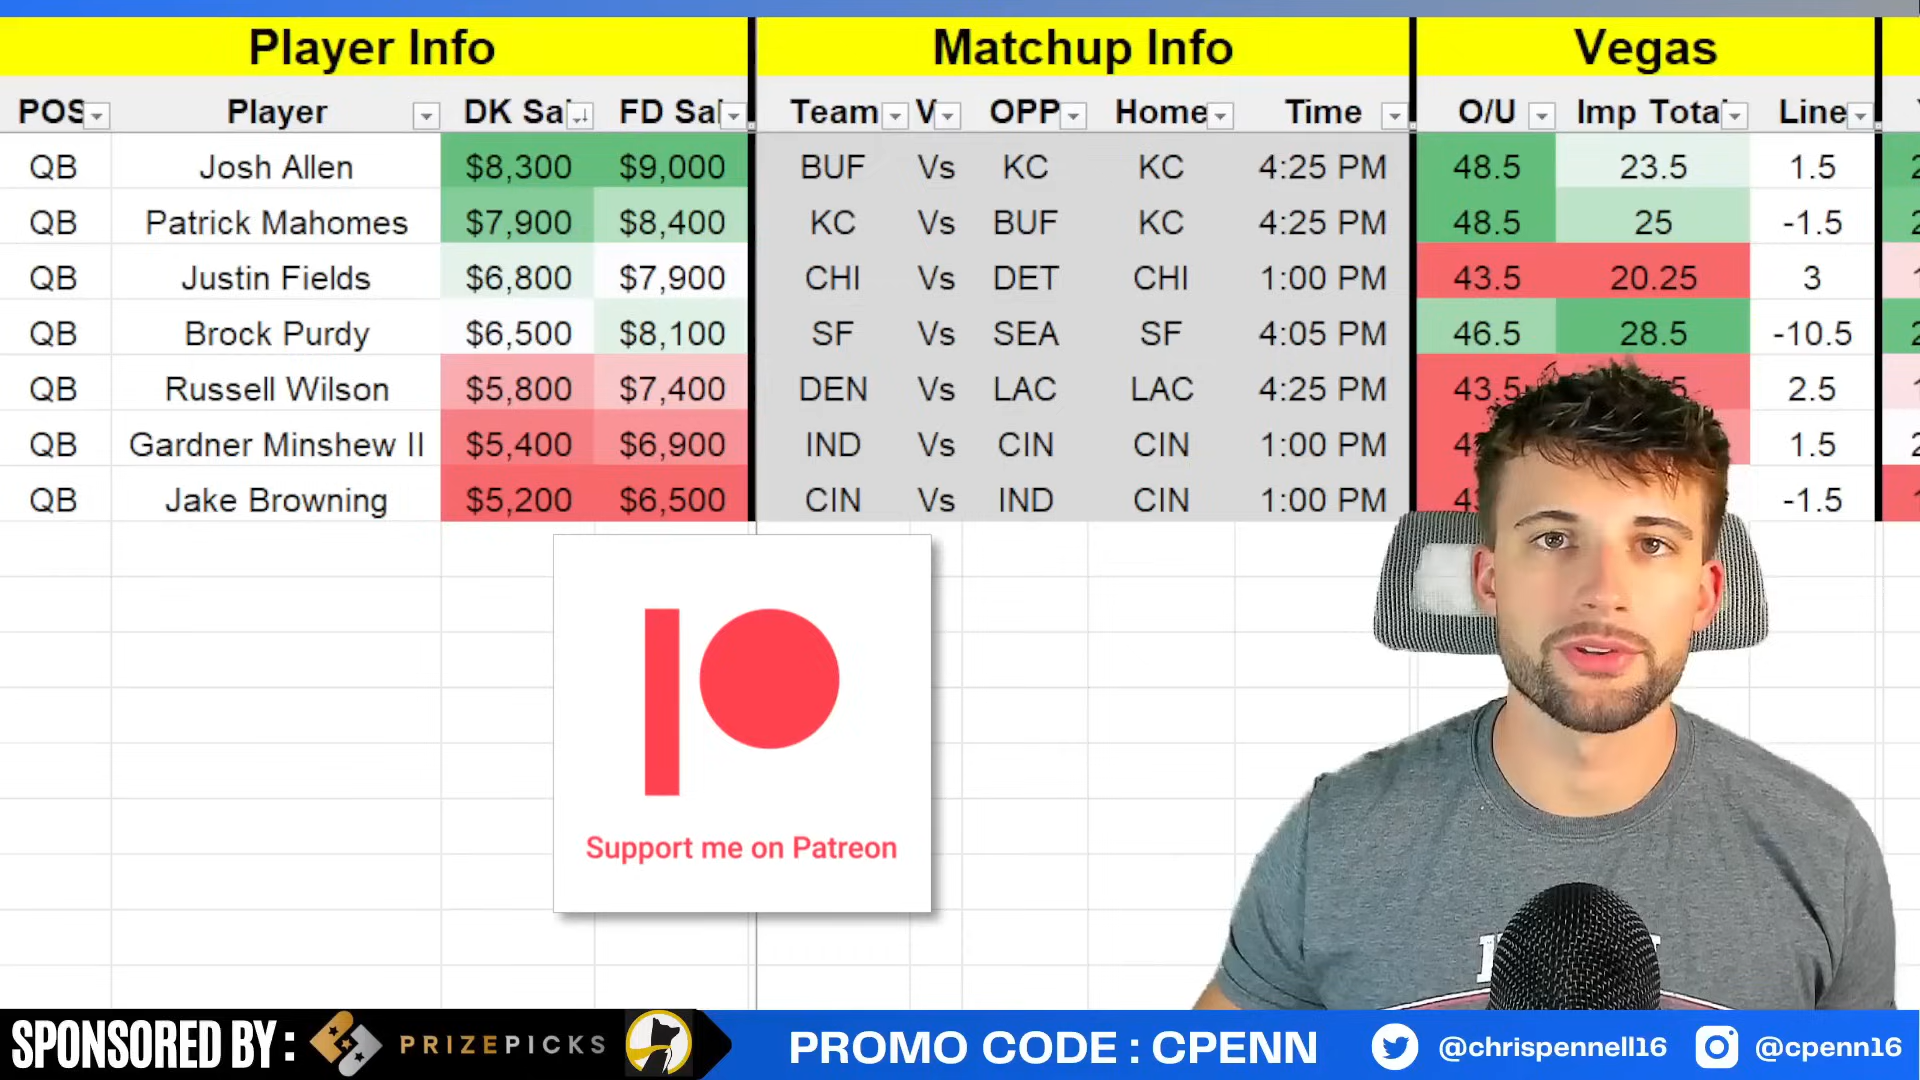 Player Info Matchup Info Vegas
POS Player DK Sal FD Sal Team V OPP Home Time O/U Imp Total Line
QB Josh Allen $8,300 $9,000 BUF Vs KC KC 4:25 PM 48.5 23.5 1.5
QB Patrick Mahomes $7,900 $8,400 KC Vs BUF KC 4:25 PM 48.5 25 -1.5
QB Justin Fields $6,800 $7,900 CHI Vs DET CHI 1:00 PM 43.5 20.25 3
QB Brock Purdy $6,500 $8,100 SF Vs SEA SF 4:05 PM 46.5 28.5 -10.5
QB Russell Wilson $5,800 $7,400 DEN Vs LAC LAC 4:25 PM 43.5 2.5
QB Gardner Minshew II $5,400 $6,900 IND Vs CIN CIN 1:00 PM 1.5
QB Jake Browning $5,200 $6,500 CIN Vs IND CIN 1:00 PM -1.5
Support me on Patreon
SPONSORED BY: PRIZEPICKS PROMO CODE : CPENN @chrispennell16 @cpenn16